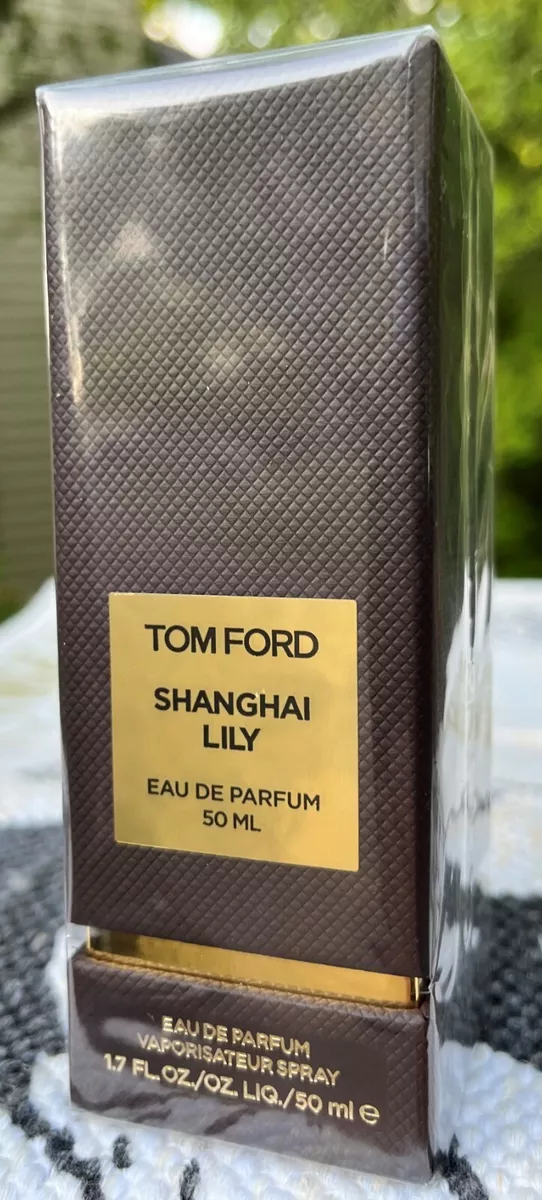 TOM FORD
SHANGHAI
LILY
EAU DE PARFUM
50 ML
EAU DE PARFUM
VAPORISATEUR SPRAY
1.7 FL.OZ./OZ. LIQ./50 ml ℮